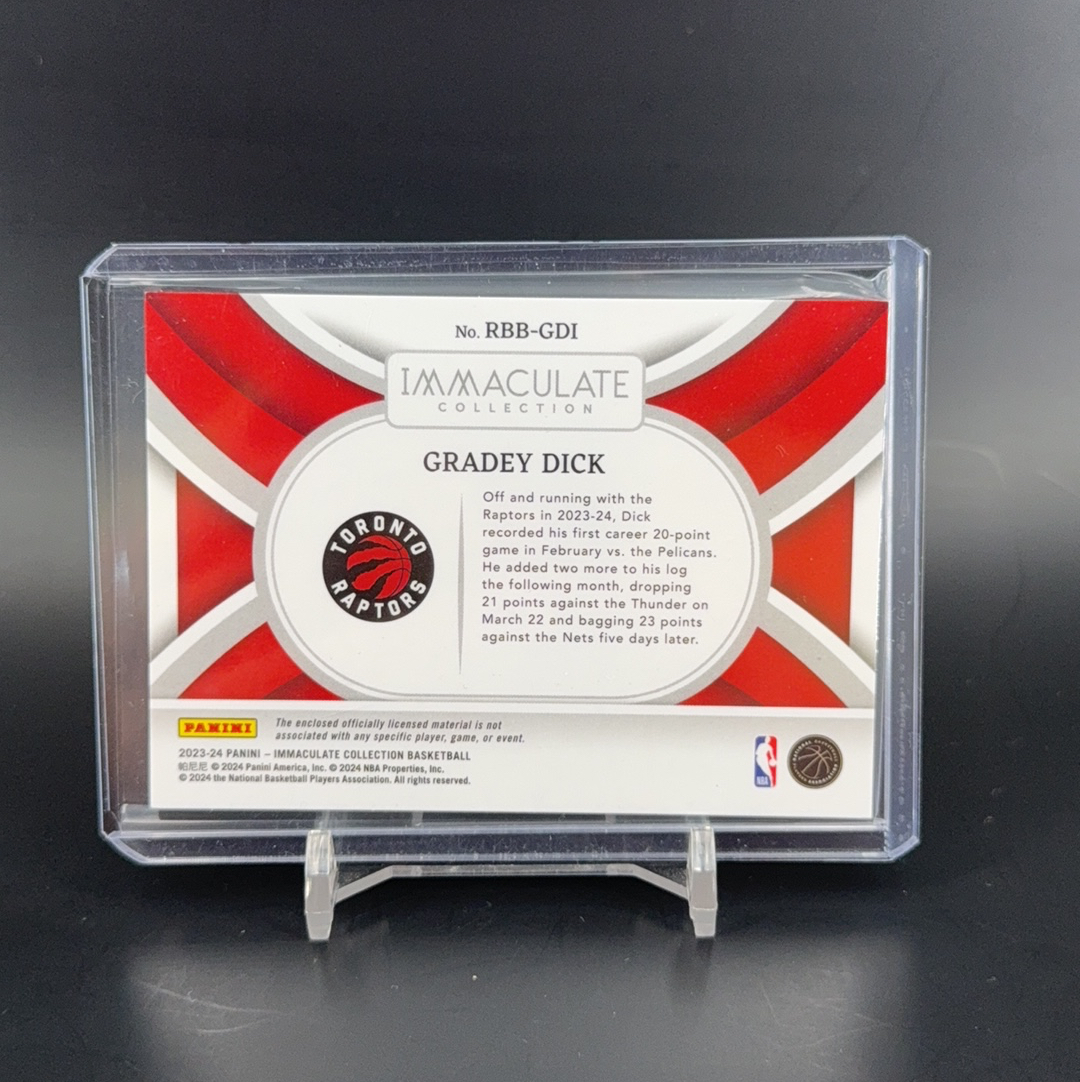 No. RBB-GDI
IMMACULATE
COLLECTION
GRADEY DICK
TORONTO
RAPTORS
Off and running with the
Raptors in 2023-24, Dick
recorded his first career 20-point
game in February vs. the Pelicans.
He added two more to his log
the following month, dropping
21 points against the Thunder on
March 22 and bagging 23 points
against the Nets five days later.
PANINI
The enclosed officially licensed material is not
associated with any specific player, game, or event.
2023-24 PANINI – IMMACULATE COLLECTION BASKETBALL
帕尼尼 © 2024 Panini America, Inc. © 2024 NBA Properties, Inc.
© 2024 the National Basketball Players Association. All rights reserved.
NBA